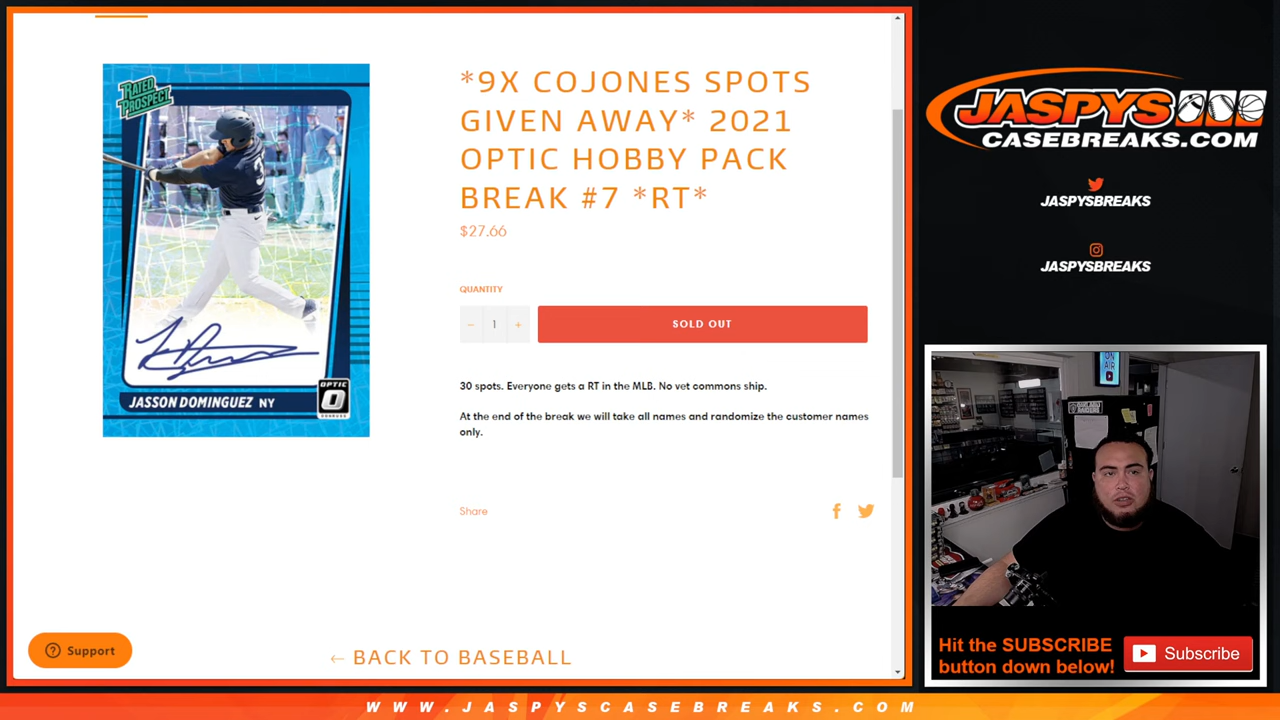 RATED
PROSPECT
JASSON DOMINGUEZ NY
OPTIC
DONRUSS
*9X COJONES SPOTS
GIVEN AWAY* 2021
OPTIC HOBBY PACK
BREAK #7 *RT*
$27.66
QUANTITY
− 1 +
SOLD OUT
30 spots. Everyone gets a RT in the MLB. No vet commons ship.
At the end of the break we will take all names and randomize the customer names
only.
Share
Support
← BACK TO BASEBALL
JASPYS
CASEBREAKS.COM
JASPYSBREAKS
JASPYSBREAKS
ON
AIR
Hit the SUBSCRIBE
button down below!
Subscribe
WWW.JASPYSCASEBREAKS.COM